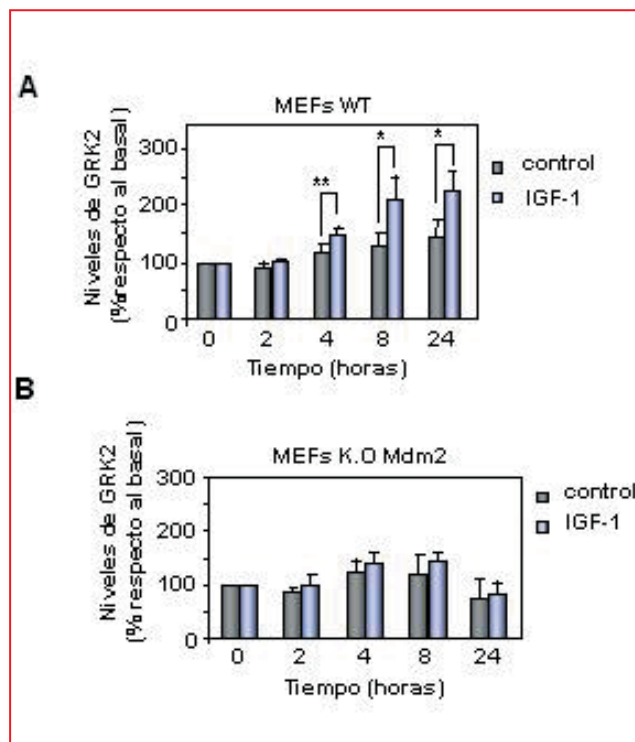 A
MEFs WT
Niveles de GRK2
(%respecto al basal)
300
200
100
0
**
*
*
control
IGF-1
0 2 4 8 24
Tiempo (horas)
B
MEFs K.O Mdm2
Niveles de GRK2
(%respecto al basal)
300
200
100
0
control
IGF-1
0 2 4 8 24
Tiempo (horas)